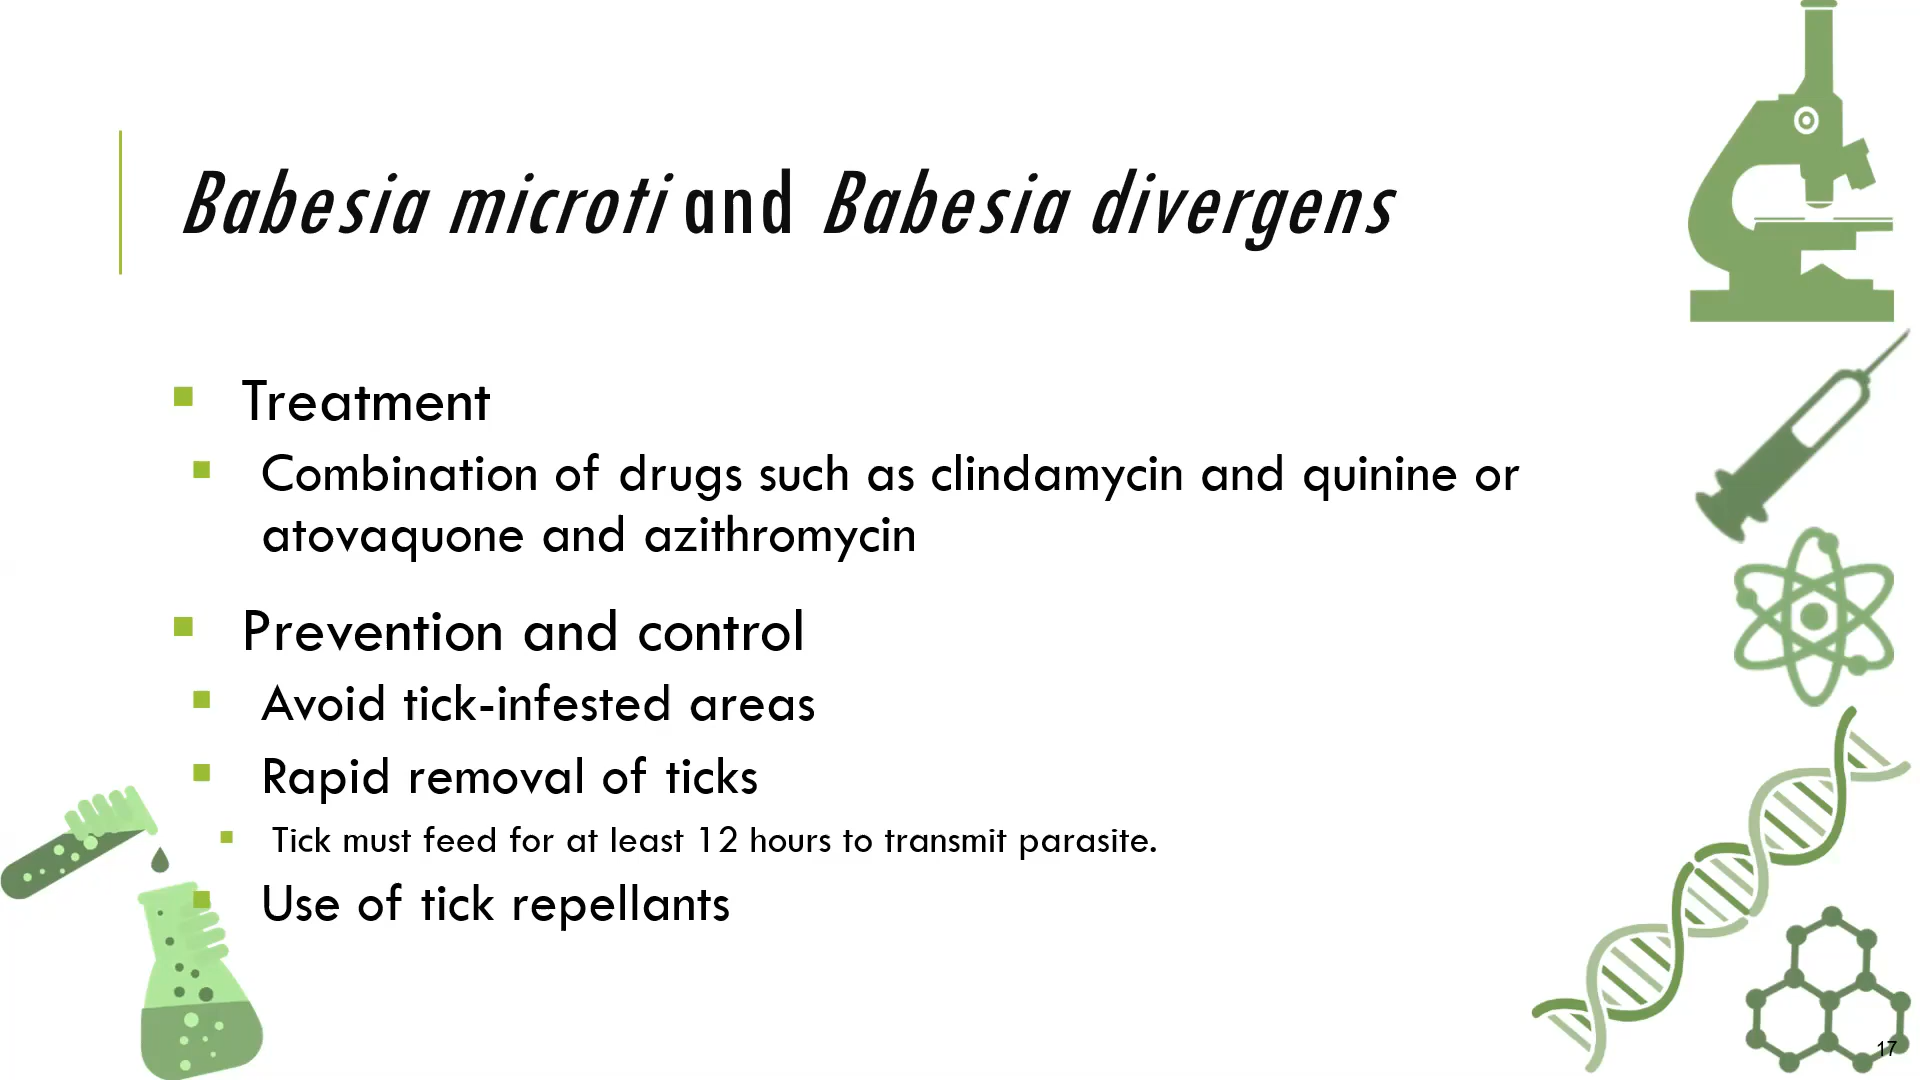 Babesia microti and Babesia divergens
Treatment
Combination of drugs such as clindamycin and quinine or
atovaquone and azithromycin
Prevention and control
Avoid tick-infested areas
Rapid removal of ticks
Tick must feed for at least 12 hours to transmit parasite.
Use of tick repellants
17